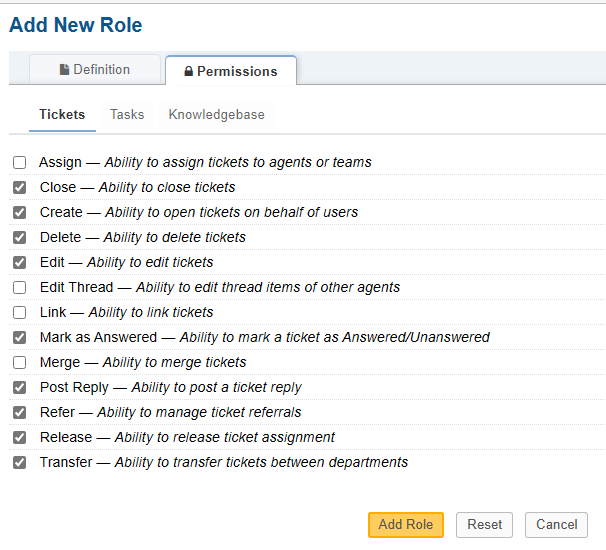 Add New Role
Definition
Permissions
Tickets
Tasks
Knowledgebase
Assign — Ability to assign tickets to agents or teams
Close — Ability to close tickets
Create — Ability to open tickets on behalf of users
Delete — Ability to delete tickets
Edit — Ability to edit tickets
Edit Thread — Ability to edit thread items of other agents
Link — Ability to link tickets
Mark as Answered — Ability to mark a ticket as Answered/Unanswered
Merge — Ability to merge tickets
Post Reply — Ability to post a ticket reply
Refer — Ability to manage ticket referrals
Release — Ability to release ticket assignment
Transfer — Ability to transfer tickets between departments
Add Role
Reset
Cancel